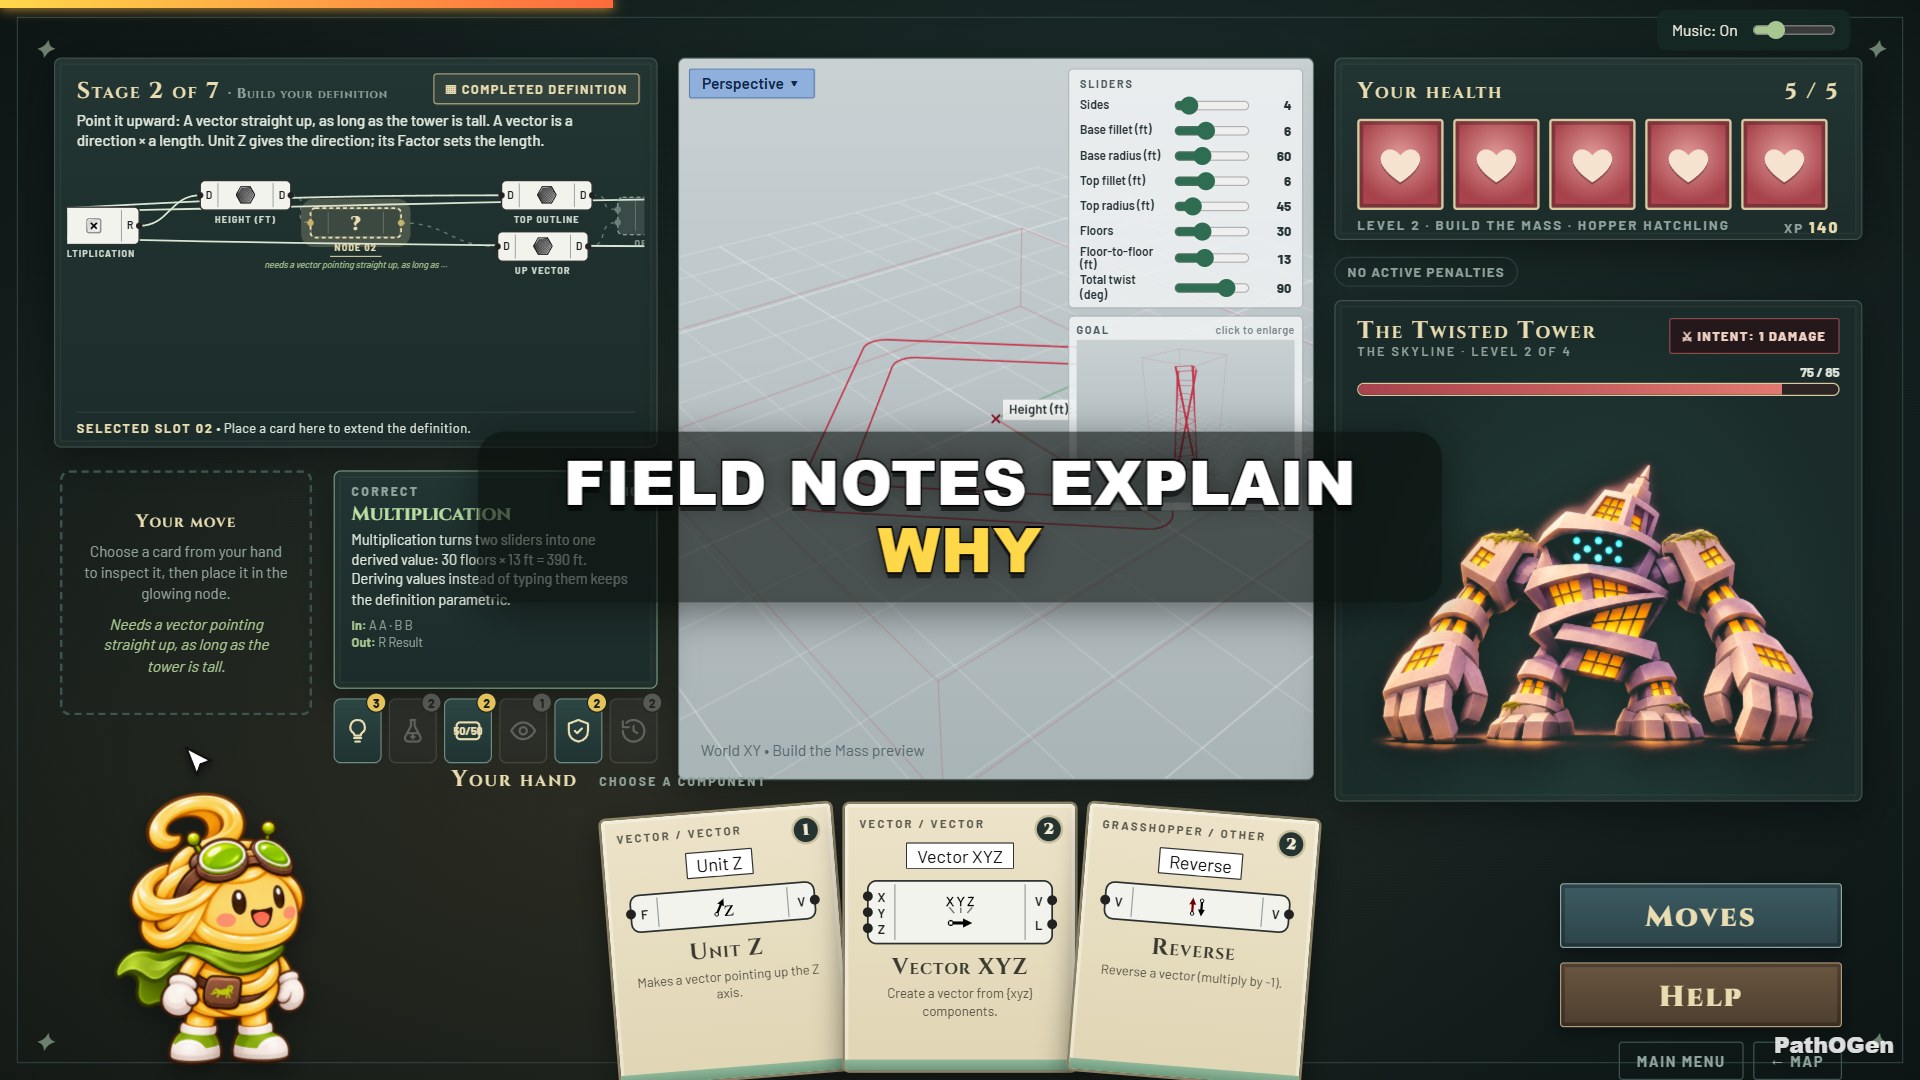 Music: On
STAGE 2 OF 7 · BUILD YOUR DEFINITION
COMPLETED DEFINITION
Point it upward: A vector straight up, as long as the tower is tall. A vector is a
direction × a length. Unit Z gives the direction; its Factor sets the length.
D D
HEIGHT (FT)
R
LTIPLICATION
?
NODE 02
needs a vector pointing straight up, as long as ...
D D
TOP OUTLINE
D D
UP VECTOR
SELECTED SLOT 02 • Place a card here to extend the definition.
Perspective ▼
SLIDERS
Sides 4
Base fillet (ft) 6
Base radius (ft) 60
Top fillet (ft) 6
Top radius (ft) 45
Floors 30
Floor-to-floor
(ft) 13
Total twist
(deg) 90
GOAL click to enlarge
Height (ft)
World XY • Build the Mass preview
YOUR HEALTH 5 / 5
LEVEL 2 · BUILD THE MASS · HOPPER HATCHLING XP 140
NO ACTIVE PENALTIES
THE TWISTED TOWER
THE SKYLINE · LEVEL 2 OF 4
INTENT: 1 DAMAGE
75 / 85
FIELD NOTES EXPLAIN
WHY
YOUR MOVE
Choose a card from your hand
to inspect it, then place it in the
glowing node.
Needs a vector pointing
straight up, as long as the
tower is tall.
CORRECT
MULTIPLICATION
Multiplication turns two sliders into one
derived value: 30 floors × 13 ft = 390 ft.
Deriving values instead of typing them keeps
the definition parametric.
In: A A · B B
Out: R Result
3 2 2 1 2 2
50/50
YOUR HAND CHOOSE A COMPONENT
VECTOR / VECTOR 1
Unit Z
F Z V
UNIT Z
Makes a vector pointing up the Z
axis.
VECTOR / VECTOR 2
Vector XYZ
X Y Z XYZ V L
VECTOR XYZ
Create a vector from {xyz}
components.
GRASSHOPPER / OTHER 2
Reverse
V V
REVERSE
Reverse a vector (multiply by -1).
MOVES
HELP
MAIN MENU
← MAP
PathOGen